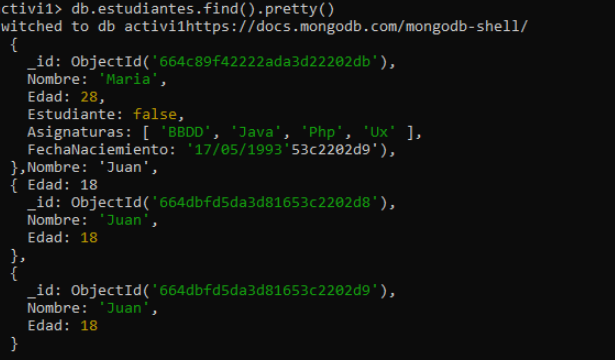 ctivi1> db.estudiantes.find().pretty()
witched to db activi1https://docs.mongodb.com/mongodb-shell/
{
_id: ObjectId('664c89f42222ada3d22202db'),
Nombre: 'Maria',
Edad: 28,
Estudiante: false,
Asignaturas: [ 'BBDD', 'Java', 'Php', 'Ux' ],
FechaNaciemiento: '17/05/1993'53c2202d9'),
},Nombre: 'Juan',
{ Edad: 18
_id: ObjectId('664dbfd5da3d81653c2202d8'),
Nombre: 'Juan',
Edad: 18
},
{
_id: ObjectId('664dbfd5da3d81653c2202d9'),
Nombre: 'Juan',
Edad: 18
}